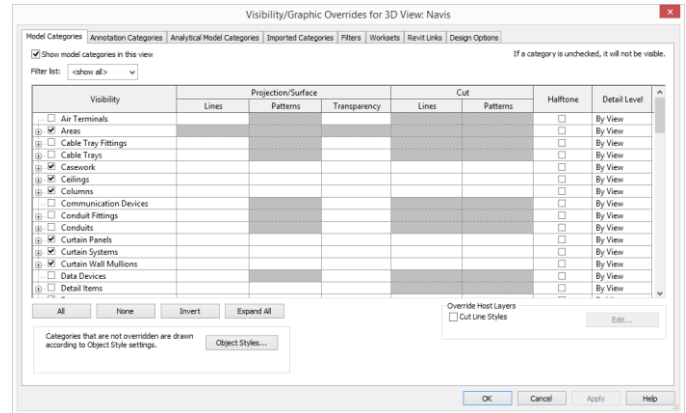 Visibility/Graphic Overrides for 3D View: Navis
Model Categories Annotation Categories Analytical Model Categories Imported Categories Filters Worksets Revit Links Design Options
Show model categories in this view
If a category is unchecked, it will not be visible.
Filter list: <show all>
Visibility Projection/Surface Cut Halftone Detail Level
Lines Patterns Transparency Lines Patterns
Air Terminals By View
Areas By View
Cable Tray Fittings By View
Cable Trays By View
Casework By View
Ceilings By View
Columns By View
Communication Devices By View
Conduit Fittings By View
Conduits By View
Curtain Panels By View
Curtain Systems By View
Curtain Wall Mullions By View
Data Devices By View
Detail Items By View
All None Invert Expand All
Override Host Layers
Cut Line Styles Edit...
Categories that are not overridden are drawn
according to Object Style settings.
Object Styles...
OK Cancel Apply Help